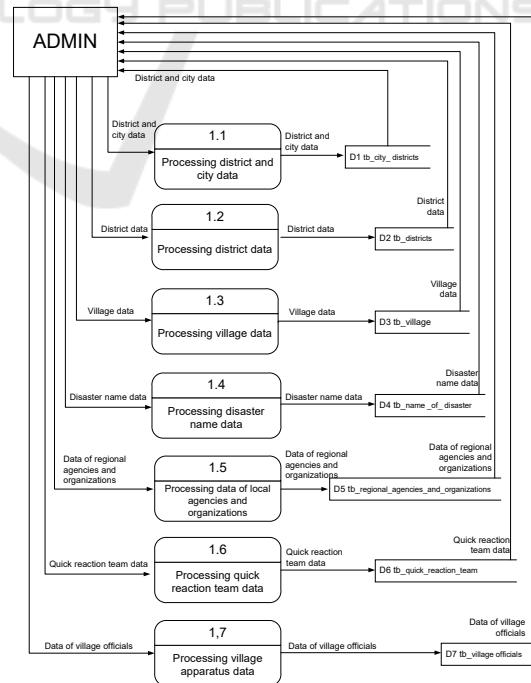 LOGY PUBLICATIONS
ADMIN
District and city data
District and
city data
1.1
Processing district and
city data
District and
city data
D1 tb_city_ districts
District
data
1.2
District data
Processing district data
District data
D2 tb_districts
Village
data
1.3
Village data
Processing village data
Village data
D3 tb_village
Disaster
name data
1.4
Disaster name data
Processing disaster
name data
Disaster name data
D4 tb_name _of_ disaster
Data of regional
agencies and
organizations
Data of regional
agencies and
organizations
1.5
Processing data of local
agencies and
organizations
Data of regional
agencies and
organizations
D5 tb_regional_agencies_and_organizations
Quick reaction
team data
1.6
Quick reaction team data
Processing quick
reaction team data
Quick reaction
team data
D6 tb_quick_reaction_team
Data of village
officials
1,7
Data of village officials
Processing village
apparatus data
Data of village officials
D7 tb_village officials